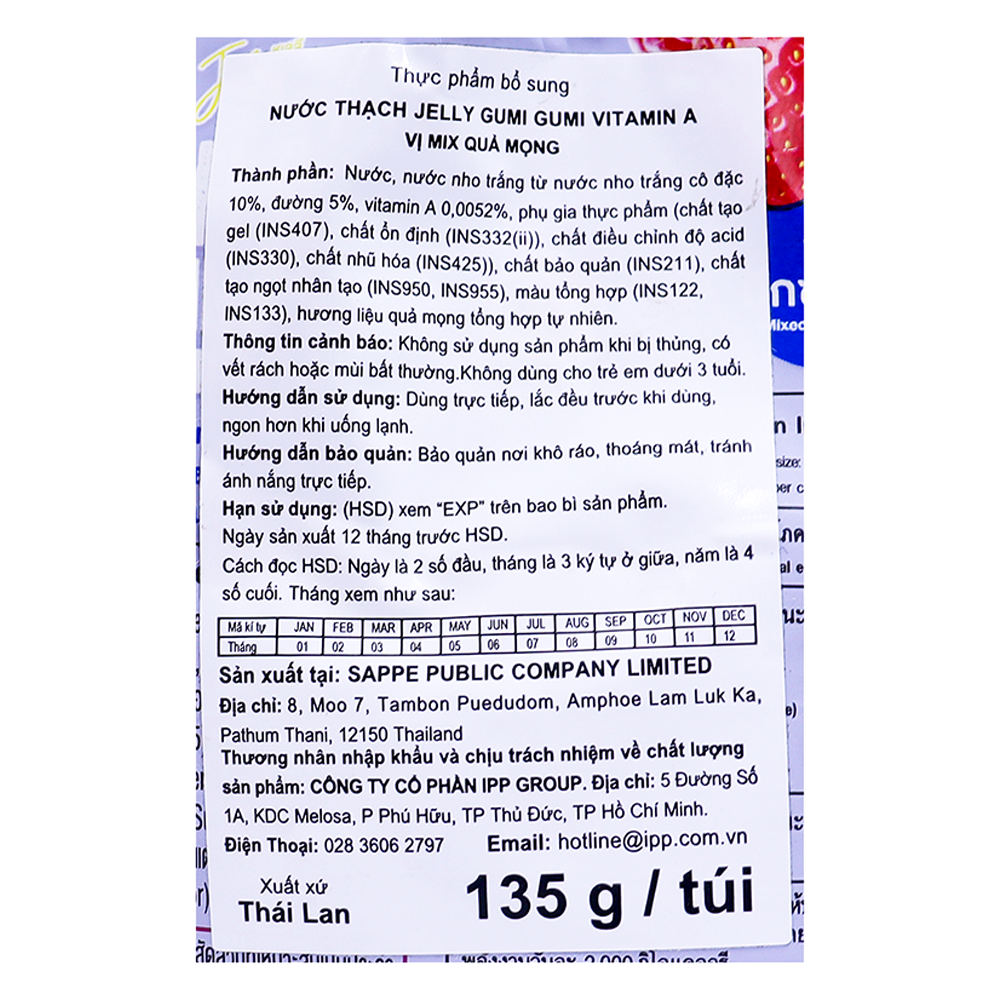 Thực phẩm bổ sung
NƯỚC THẠCH JELLY GUMI GUMI VITAMIN A
VỊ MIX QUẢ MỌNG
Thành phần: Nước, nước nho trắng từ nước nho trắng cô đặc
10%, đường 5%, vitamin A 0,0052%, phụ gia thực phẩm (chất tạo
gel (INS407), chất ổn định (INS332(ii)), chất điều chỉnh độ acid
(INS330), chất nhũ hóa (INS425)), chất bảo quản (INS211), chất
tạo ngọt nhân tạo (INS950, INS955), màu tổng hợp (INS122,
INS133), hương liệu quả mọng tổng hợp tự nhiên.
Thông tin cảnh báo: Không sử dụng sản phẩm khi bị thủng, có
vết rách hoặc mùi bất thường.Không dùng cho trẻ em dưới 3 tuổi.
Hướng dẫn sử dụng: Dùng trực tiếp, lắc đều trước khi dùng,
ngon hơn khi uống lạnh.
Hướng dẫn bảo quản: Bảo quản nơi khô ráo, thoáng mát, tránh
ánh nắng trực tiếp.
Hạn sử dụng: (HSD) xem “EXP” trên bao bì sản phẩm.
Ngày sản xuất 12 tháng trước HSD.
Cách đọc HSD: Ngày là 2 số đầu, tháng là 3 ký tự ở giữa, năm là 4
số cuối. Tháng xem như sau:
Mã kí tự JAN FEB MAR APR MAY JUN JUL AUG SEP OCT NOV DEC
Tháng 01 02 03 04 05 06 07 08 09 10 11 12
Sản xuất tại: SAPPE PUBLIC COMPANY LIMITED
Địa chỉ: 8, Moo 7, Tambon Puedudom, Amphoe Lam Luk Ka,
Pathum Thani, 12150 Thailand
Thương nhân nhập khẩu và chịu trách nhiệm về chất lượng
sản phẩm: CÔNG TY CỔ PHẦN IPP GROUP. Địa chỉ: 5 Đường Số
1A, KDC Melosa, P Phú Hữu, TP Thủ Đức, TP Hồ Chí Minh.
Điện Thoại: 028 3606 2797 Email: hotline@ipp.com.vn
Xuất xứ
Thái Lan
135 g / túi